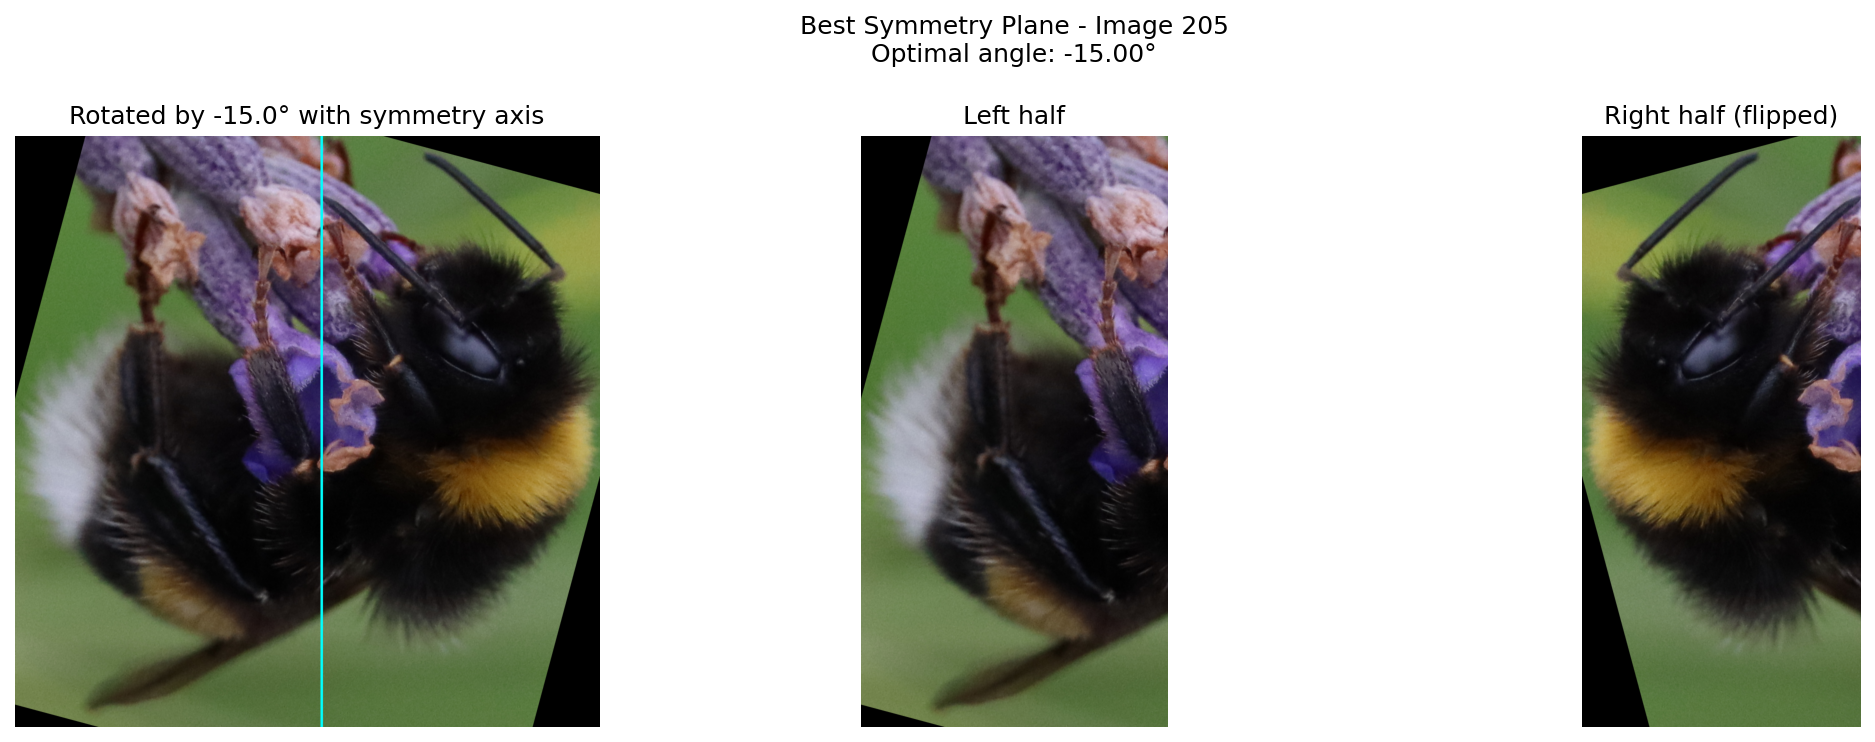 Best Symmetry Plane - Image 205
Optimal angle: -15.00°
Rotated by -15.0° with symmetry axis
Left half
Right half (flipped)